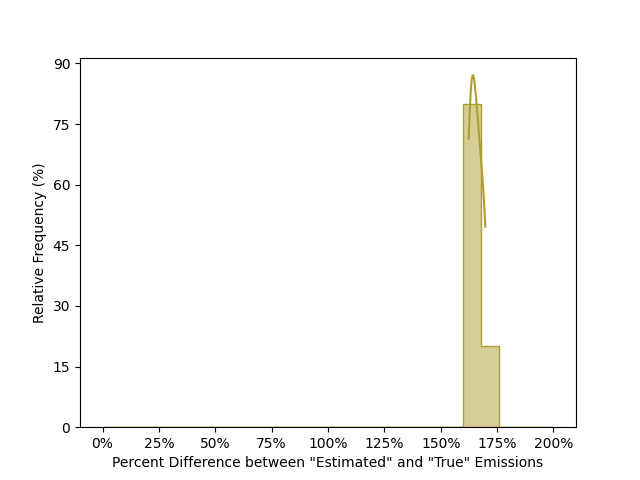 90
75
60
45
30
15
0
Relative Frequency (%)
0% 25% 50% 75% 100% 125% 150% 175% 200%
Percent Difference between "Estimated" and "True" Emissions